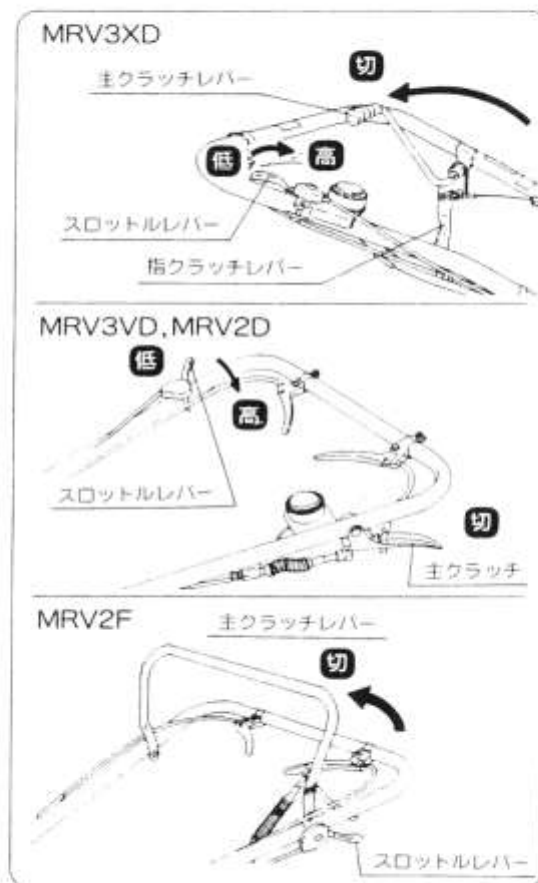 MRV3XD
切
主クラッチレバー
低
高
スロットルレバー
指クラッチレバー
MRV3VD,MRV2D
低
高
スロットルレバー
切
主クラッチ
MRV2F
主クラッチレバー
切
スロットルレバー